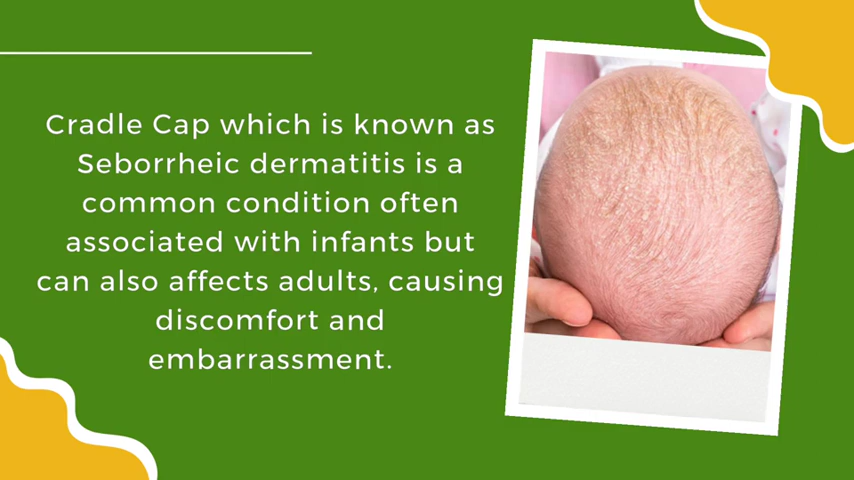 Cradle Cap which is known as
Seborrheic dermatitis is a
common condition often
associated with infants but
can also affects adults, causing
discomfort and
embarrassment.